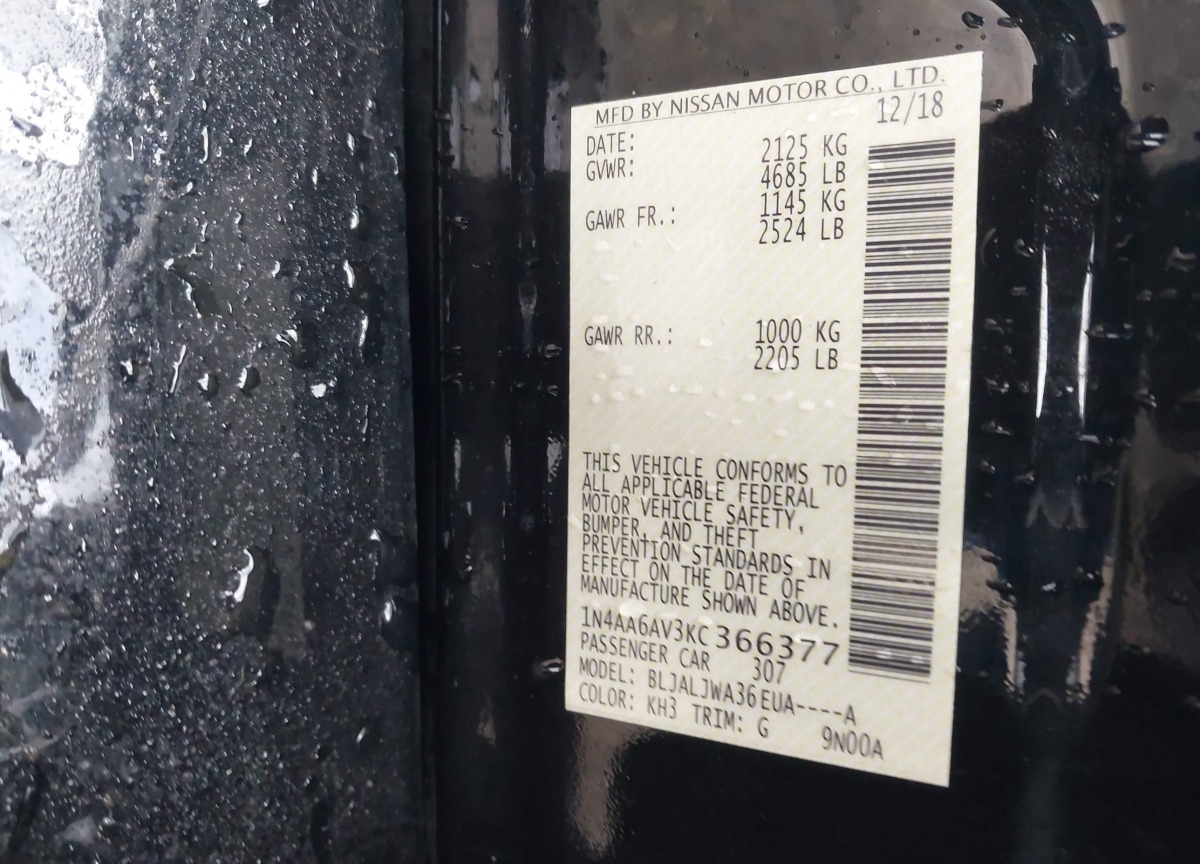 MFD BY NISSAN MOTOR CO., LTD.
DATE: 12/18
GVWR: 2125 KG
4685 LB
GAWR FR.: 1145 KG
2524 LB
GAWR RR.: 1000 KG
2205 LB
THIS VEHICLE CONFORMS TO
ALL APPLICABLE FEDERAL
MOTOR VEHICLE SAFETY,
BUMPER, AND THEFT
PREVENTION STANDARDS IN
EFFECT ON THE DATE OF
MANUFACTURE SHOWN ABOVE.
1N4AA6AV3KC366377
PASSENGER CAR 307
MODEL: BLJALJWA36EUA----A
COLOR: KH3 TRIM: G 9N00A